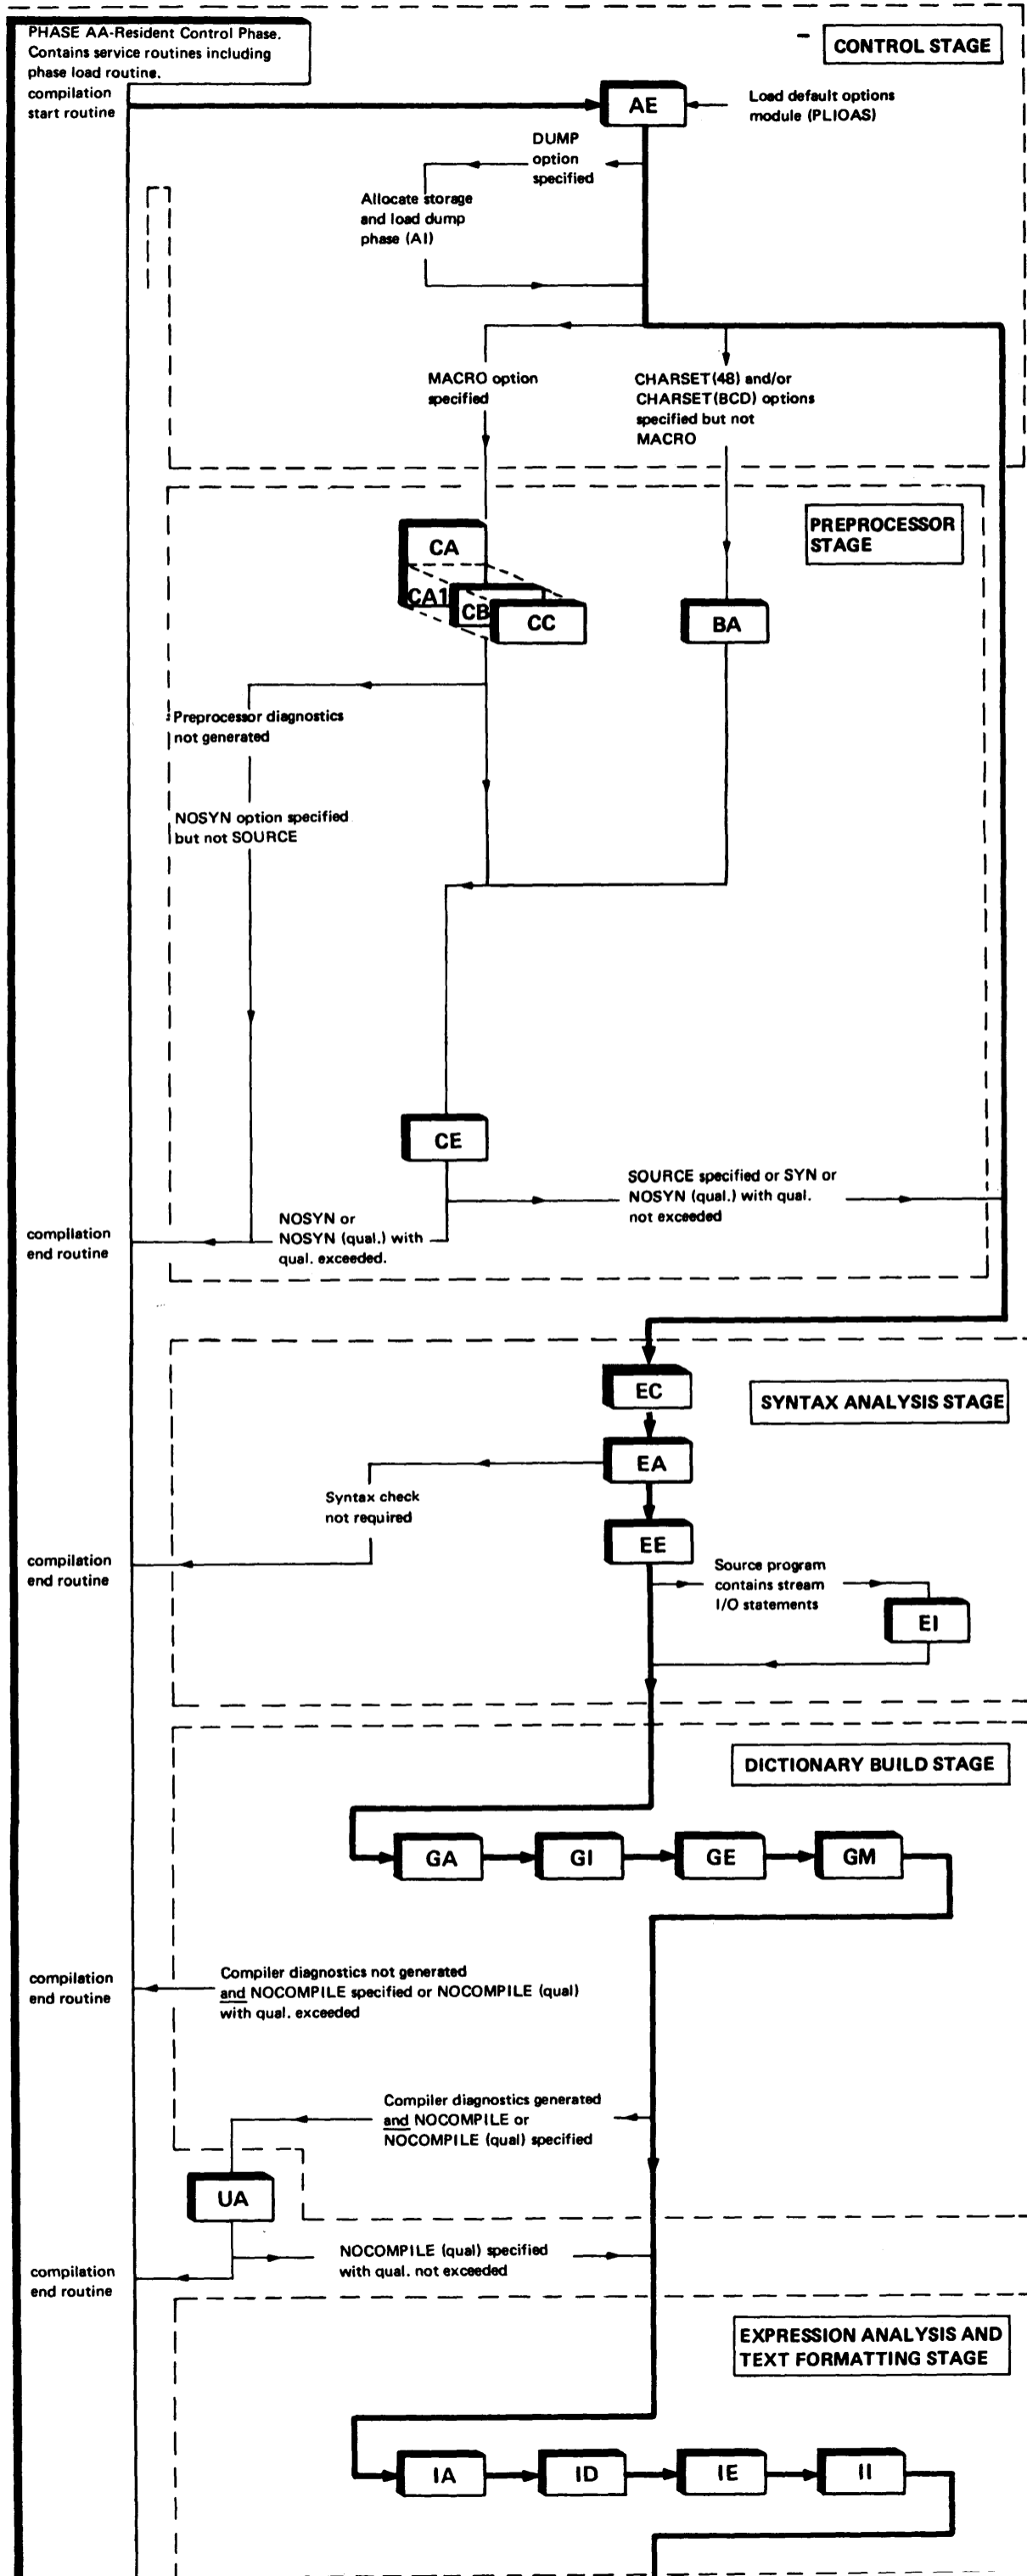 PHASE AA-Resident Control Phase.
Contains service routines including
phase load routine.
CONTROL STAGE
compilation
start routine
AE
Load default options
module (PLIOAS)
DUMP
option
specified
Allocate storage
and load dump
phase (AI)
MACRO option
specified
CHARSET(48) and/or
CHARSET(BCD) options
specified but not
MACRO
PREPROCESSOR
STAGE
CA
CA1
CB
CC
BA
Preprocessor diagnostics
not generated
NOSYN option specified
but not SOURCE
CE
SOURCE specified or SYN or
NOSYN (qual.) with qual.
not exceeded
NOSYN or
NOSYN (qual.) with
qual. exceeded.
compilation
end routine
EC
SYNTAX ANALYSIS STAGE
EA
Syntax check
not required
EE
compilation
end routine
Source program
contains stream
I/O statements
EI
DICTIONARY BUILD STAGE
GA
GI
GE
GM
compilation
end routine
Compiler diagnostics not generated
and NOCOMPILE specified or NOCOMPILE (qual)
with qual. exceeded
Compiler diagnostics generated
and NOCOMPILE or
NOCOMPILE (qual) specified
UA
NOCOMPILE (qual) specified
with qual. not exceeded
compilation
end routine
EXPRESSION ANALYSIS AND
TEXT FORMATTING STAGE
IA
ID
IE
II